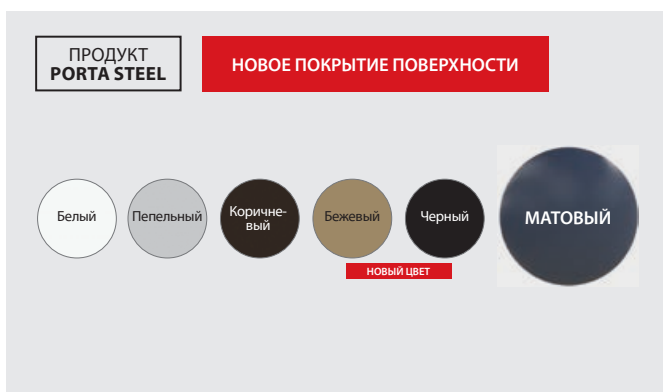 ПРОДУКТ
PORTA STEEL
НОВОЕ ПОКРЫТИЕ ПОВЕРХНОСТИ
Белый
Пепельный
Коричне-
вый
Бежевый
Черный
МАТОВЫЙ
НОВЫЙ ЦВЕТ